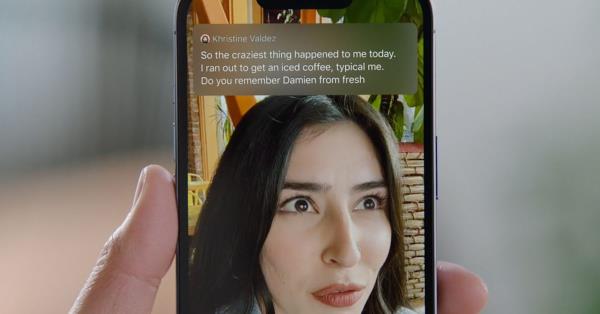 Khristine Valdez
So the craziest thing happened to me today.
I ran out to get an iced coffee, typical me.
Do you remember Damien from fresh